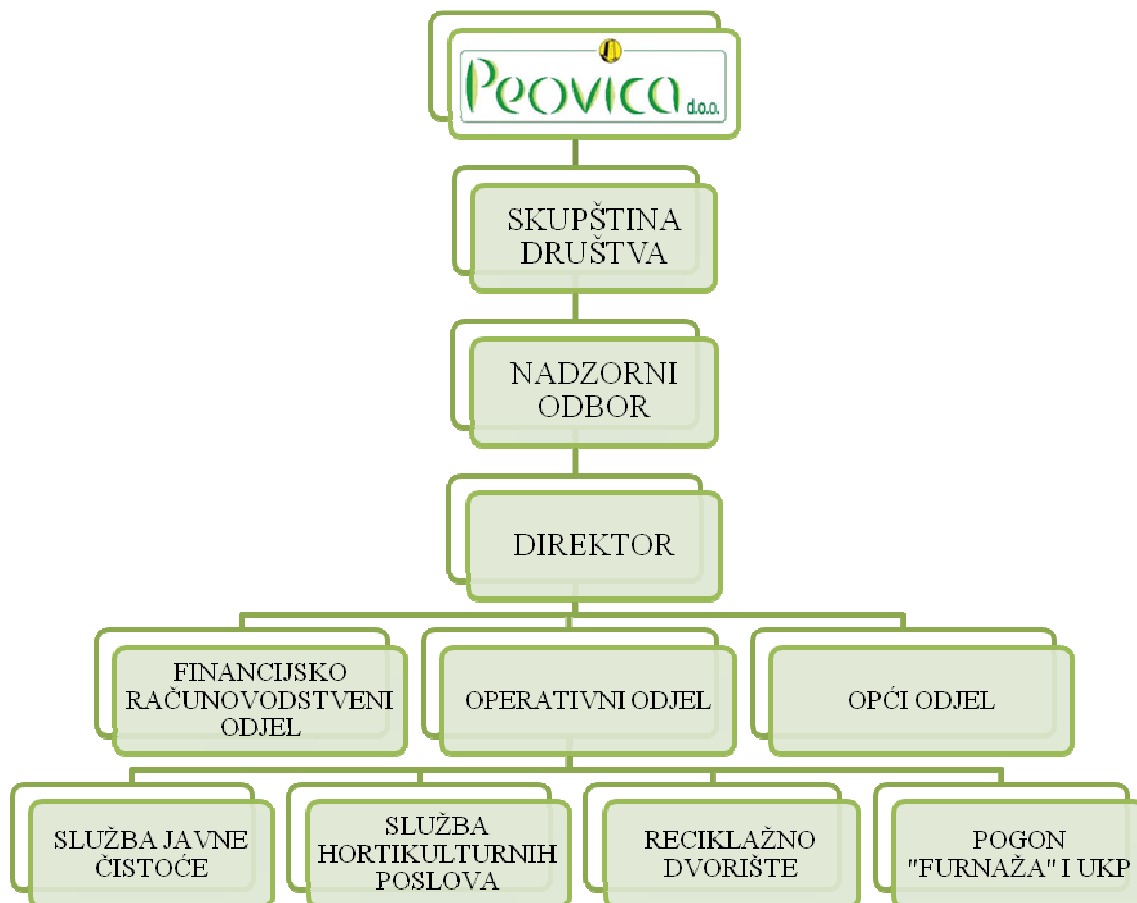 Peovica d.o.o.
SKUPŠTINA
DRUŠTVA
NADZORNI
ODBOR
DIREKTOR
FINANCIJSKO
RAČUNOVODSTVENI
ODJEL
OPERATIVNI ODJEL
OPĆI ODJEL
SLUŽBA JAVNE
ČISTOĆE
SLUŽBA
HORTIKULTURNIH
POSLOVA
RECIKLAŽNO
DVORIŠTE
POGON
"FURNAŽA" I UKP